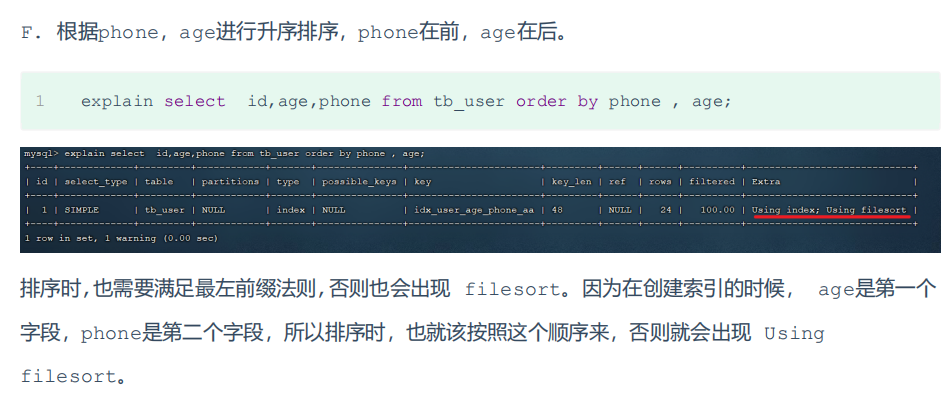 F. 根据phone, age进行升序排序, phone在前, age在后。
1 explain select id,age,phone from tb_user order by phone , age;
mysql> explain select id,age,phone from tb_user order by phone , age;
+----+-------------+---------+------------+-------+---------------+----------------------+---------+------+------+----------+-----------------------------+
| id | select_type | table | partitions | type | possible_keys | key | key_len | ref | rows | filtered | Extra |
+----+-------------+---------+------------+-------+---------------+----------------------+---------+------+------+----------+-----------------------------+
| 1 | SIMPLE | tb_user | NULL | index | NULL | idx_user_age_phone_aa | 48 | NULL | 24 | 100.00 | Using index; Using filesort |
+----+-------------+---------+------------+-------+---------------+----------------------+---------+------+------+----------+-----------------------------+
1 row in set, 1 warning (0.00 sec)
排序时,也需要满足最左前缀法则,否则也会出现 filesort。因为在创建索引的时候, age是第一个
字段, phone是第二个字段, 所以排序时, 也就该按照这个顺序来, 否则就会出现 Using
filesort。